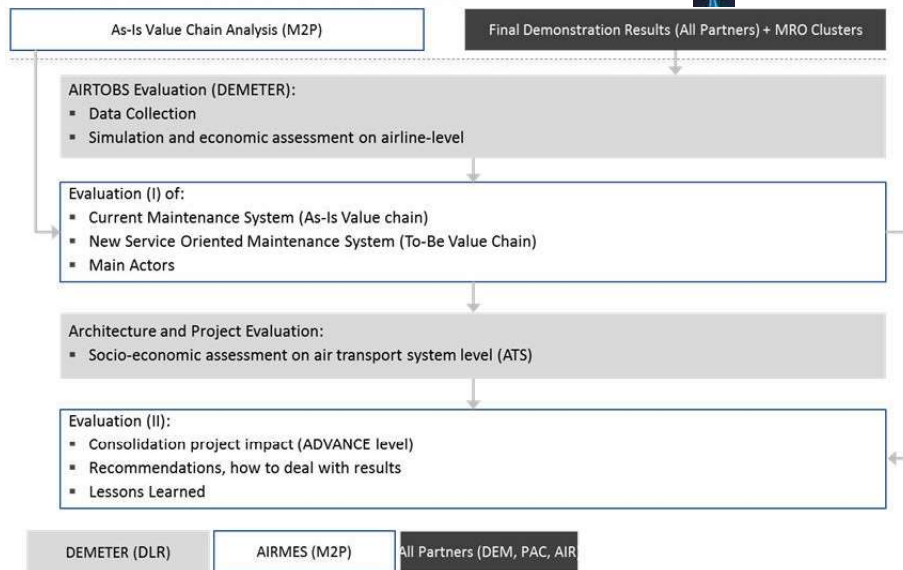 As-Is Value Chain Analysis (M2P)
Final Demonstration Results (All Partners) + MRO Clusters
AIRTOBS Evaluation (DEMETER):
▪ Data Collection
▪ Simulation and economic assessment on airline-level
Evaluation (I) of:
▪ Current Maintenance System (As-Is Value chain)
▪ New Service Oriented Maintenance System (To-Be Value Chain)
▪ Main Actors
Architecture and Project Evaluation:
▪ Socio-economic assessment on air transport system level (ATS)
Evaluation (II):
▪ Consolidation project impact (ADVANCE level)
▪ Recommendations, how to deal with results
▪ Lessons Learned
DEMETER (DLR)
AIRMES (M2P)
All Partners (DEM, PAC, AIR